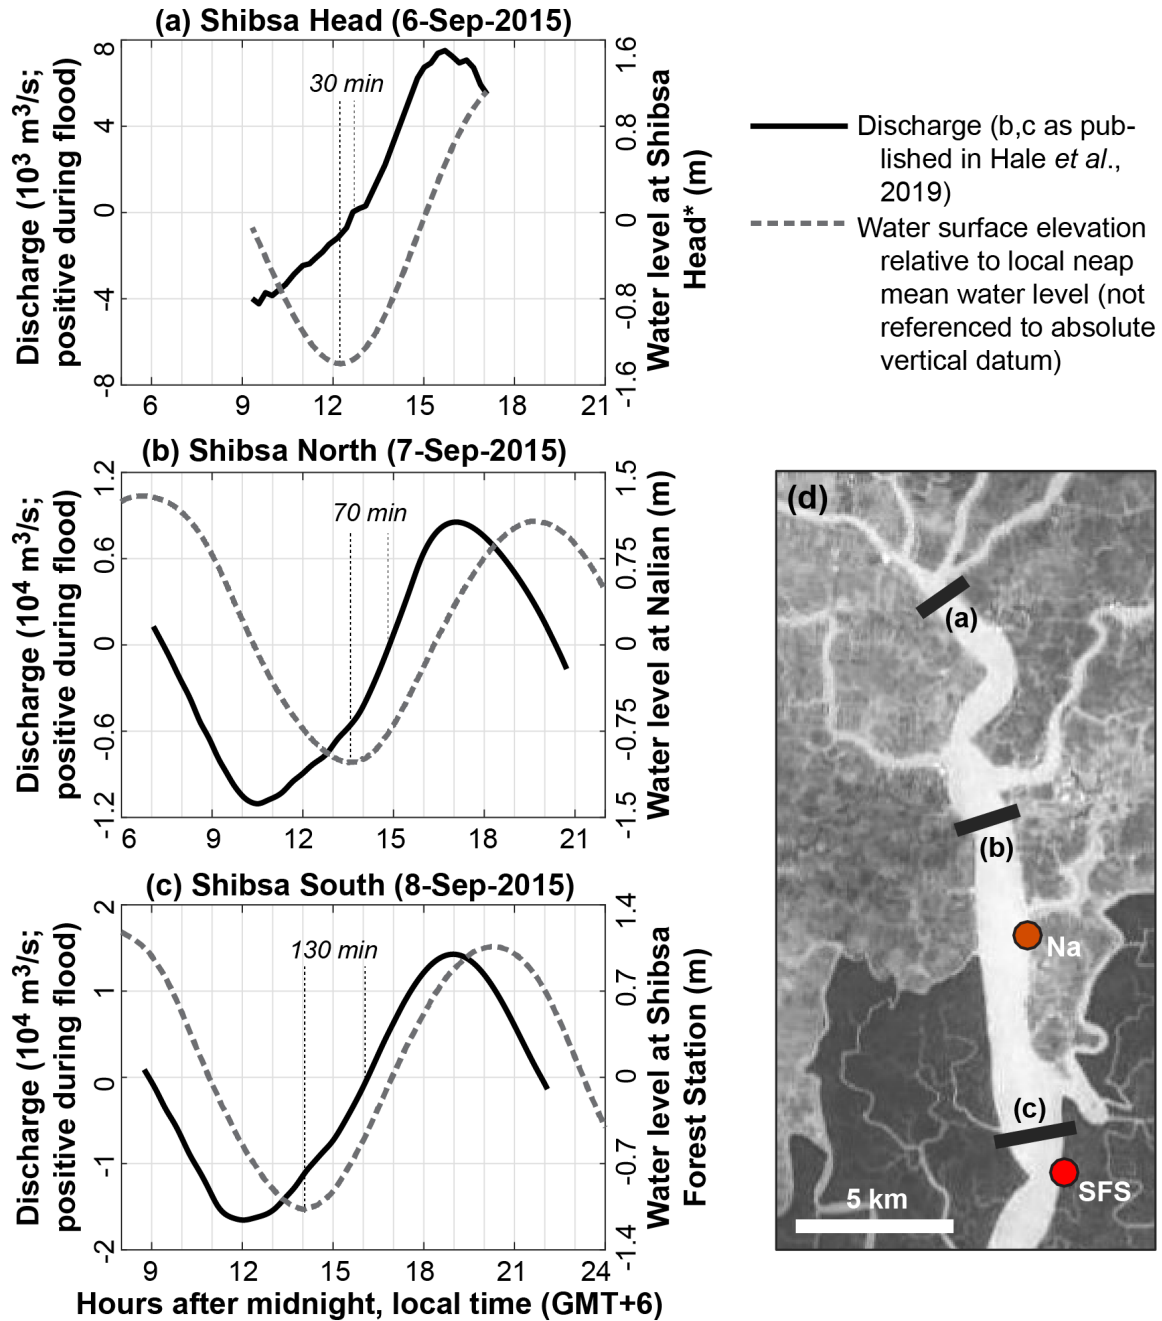 (a) Shibsa Head (6-Sep-2015)
Discharge (10³ m³/s;
positive during flood)
8
4
0
-4
-8
30 min
1.6
0.8
0
-0.8
-1.6
Water level at Shibsa
Head* (m)
6 9 12 15 18 21
Discharge (b,c as pub-
lished in Hale et al.,
2019)
Water surface elevation
relative to local neap
mean water level (not
referenced to absolute
vertical datum)
(b) Shibsa North (7-Sep-2015)
Discharge (10⁴ m³/s;
positive during flood)
1.2
0.6
0
-0.6
-1.2
70 min
1.5
0.75
0
-0.75
-1.5
Water level at Nalian (m)
6 9 12 15 18 21
(c) Shibsa South (8-Sep-2015)
Discharge (10⁴ m³/s;
positive during flood)
2
1
0
-1
-2
130 min
1.4
0.7
0
-0.7
-1.4
Water level at Shibsa
Forest Station (m)
9 12 15 18 21 24
Hours after midnight, local time (GMT+6)
(d)
(a)
(b)
Na
(c)
SFS
5 km